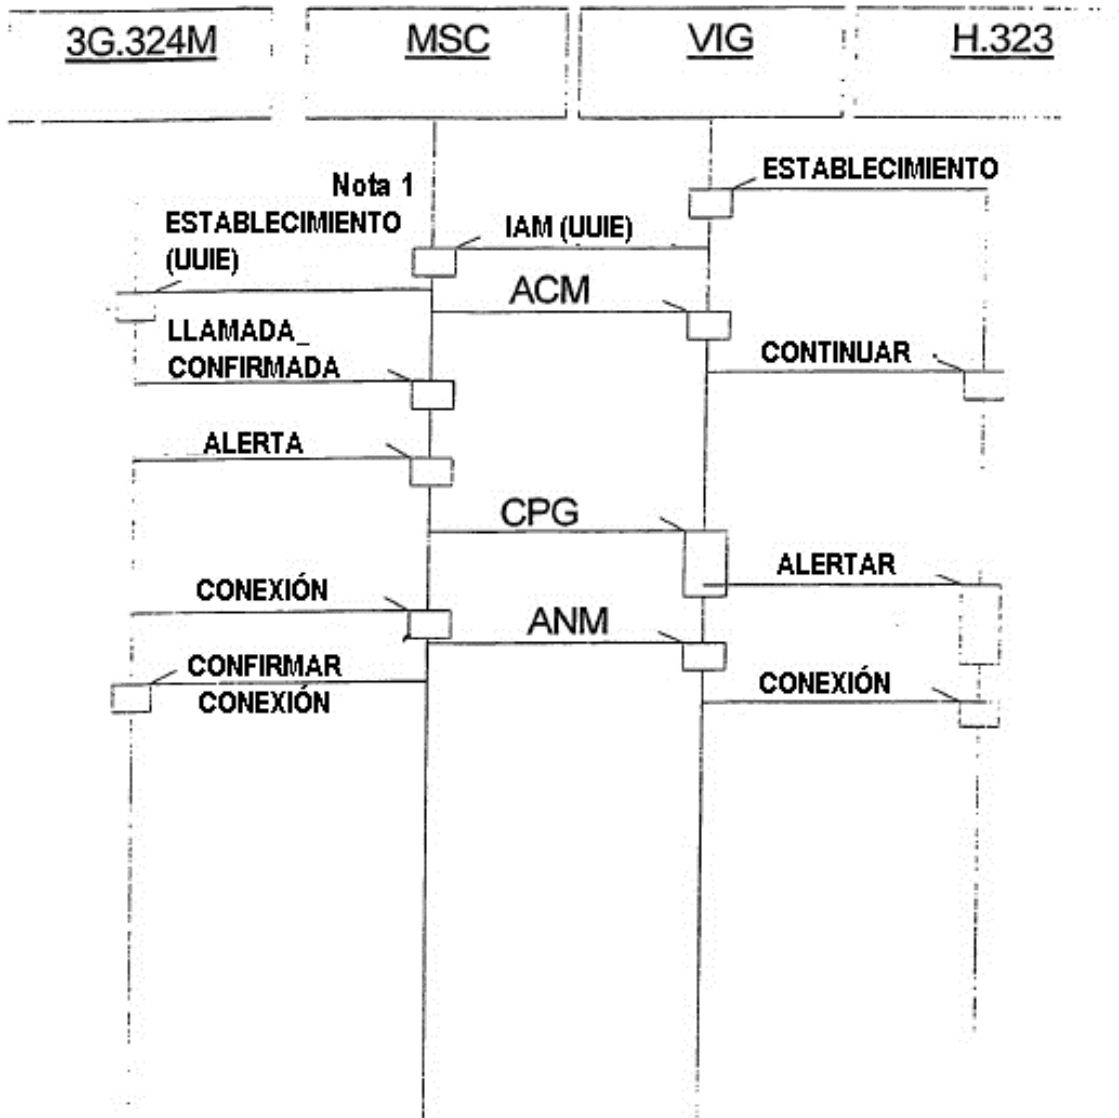 3G.324M
MSC
VIG
H.323
ESTABLECIMIENTO
Nota 1
ESTABLECIMIENTO
(UUIE)
IAM (UUIE)
ACM
LLAMADA_
CONFIRMADA
CONTINUAR
ALERTA
CPG
ALERTAR
CONEXIÓN
ANM
CONFIRMAR
CONEXIÓN
CONEXIÓN